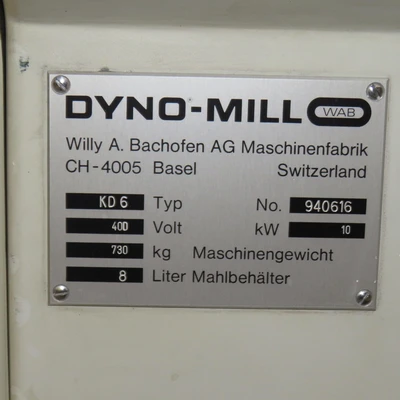 DYNO-MILL WAB
Willy A. Bachofen AG Maschinenfabrik
CH-4005 Basel Switzerland
KD 6 Typ No. 940616
400 Volt kW 10
730 kg Maschinengewicht
8 Liter Mahlbehälter